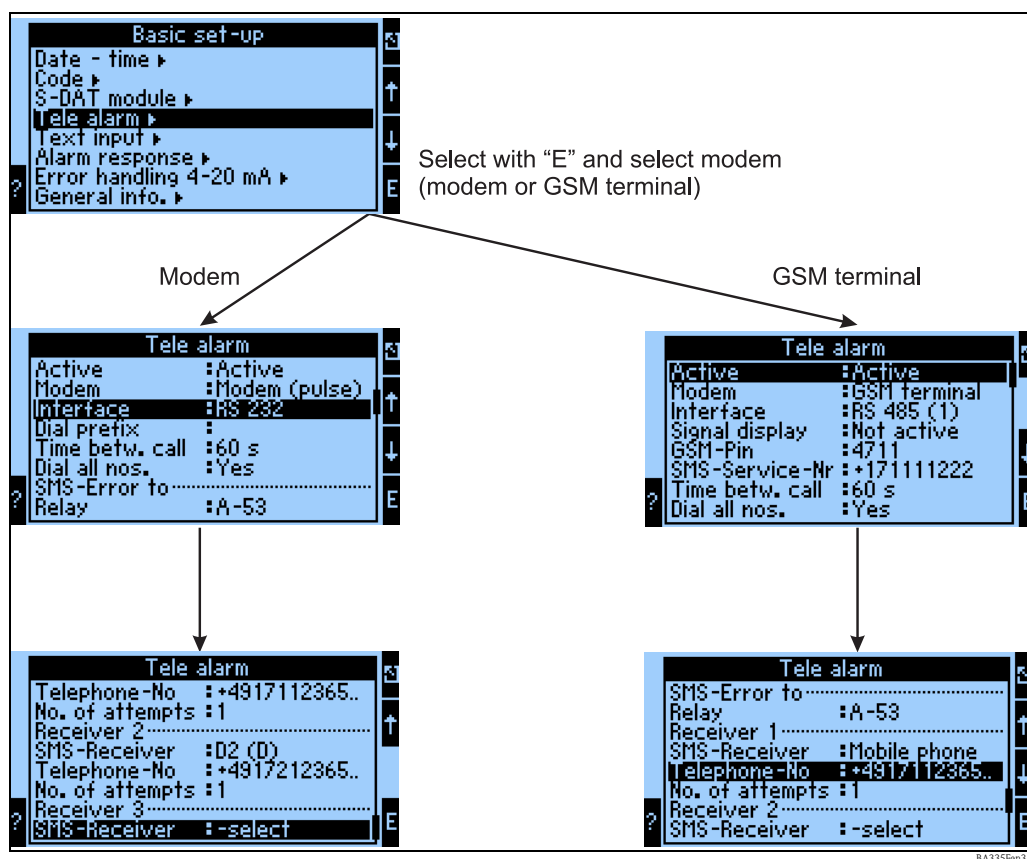 Basic set-up
Date - time
Code
S-DAT module
Tele alarm
Text input
Alarm response
Error handling 4-20 mA
General info.
?
E
Select with “E” and select modem
(modem or GSM terminal)
Modem
GSM terminal
Tele alarm
Active :Active
Modem :Modem (pulse)
Interface :RS 232
Dial prefix :
Time betw. call :60 s
Dial all nos. :Yes
SMS-Error to
Relay :A-53
?
E
Tele alarm
Active :Active
Modem :GSM terminal
Interface :RS 485 (1)
Signal display :Not active
GSM-Pin :4711
SMS-Service-Nr :+171111222
Time betw. call :60 s
Dial all nos. :Yes
?
E
Tele alarm
Telephone-No :+4917112365..
No. of attempts :1
Receiver 2
SMS-Receiver :D2 (D)
Telephone-No :+4917212365..
No. of attempts :1
Receiver 3
SMS-Receiver :-select
?
E
Tele alarm
SMS-Error to
Relay :A-53
Receiver 1
SMS-Receiver :Mobile phone
Telephone-No :+4917112365..
No. of attempts :1
Receiver 2
SMS-Receiver :-select
?
E